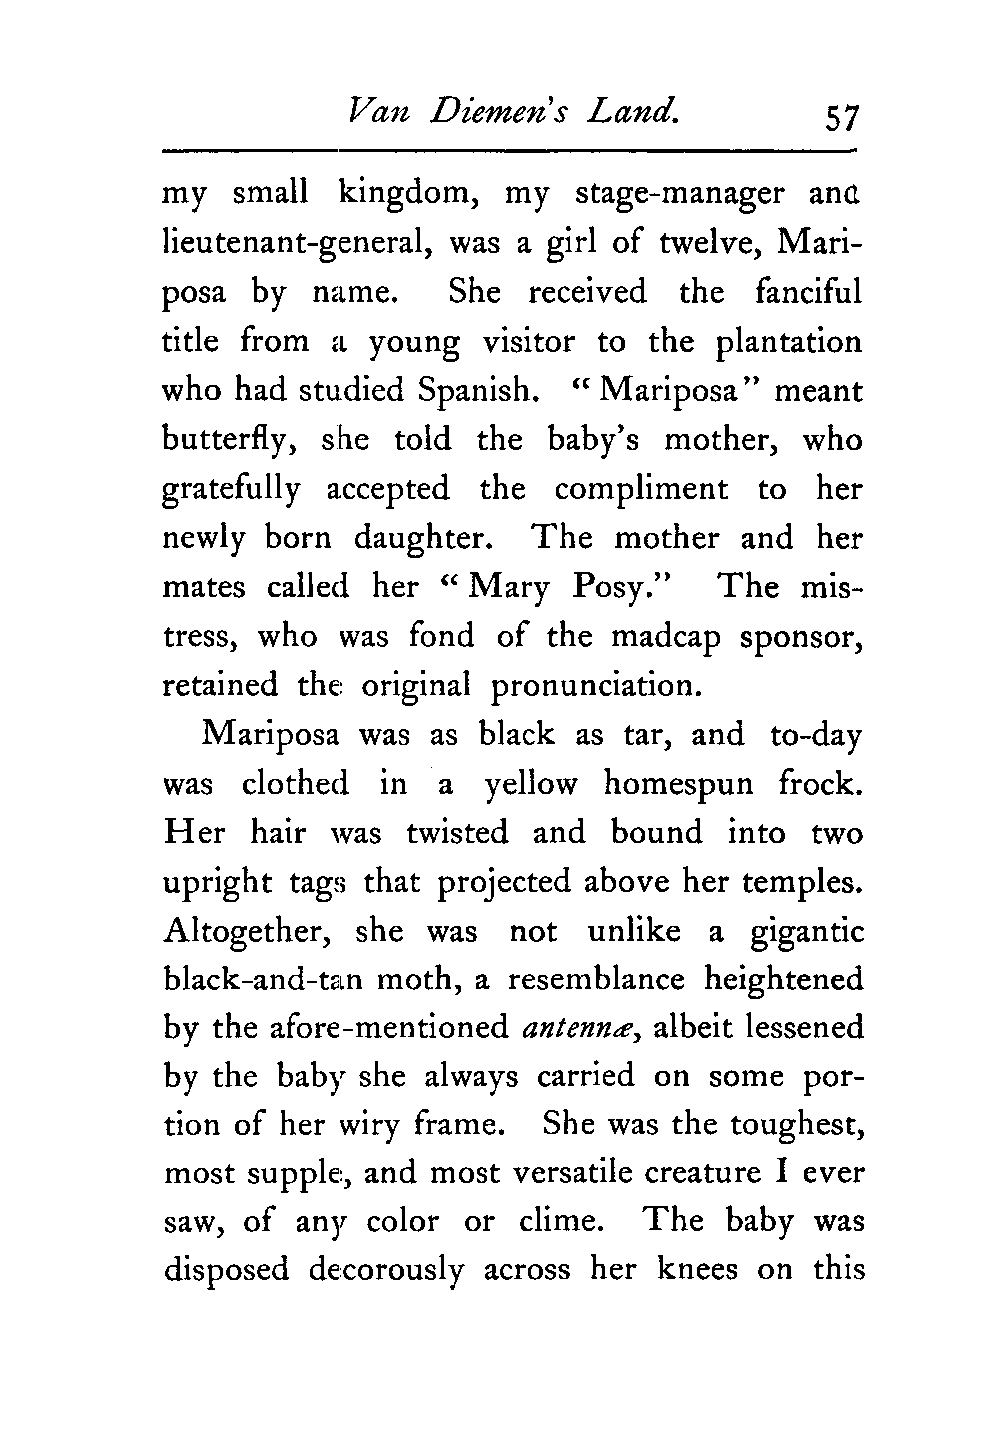 Van Diemen's Land. 57
my small kingdom, my stage-manager and
lieutenant-general, was a girl of twelve, Mari-
posa by name. She received the fanciful
title from a young visitor to the plantation
who had studied Spanish. "Mariposa" meant
butterfly, she told the baby's mother, who
gratefully accepted the compliment to her
newly born daughter. The mother and her
mates called her "Mary Posy." The mis-
tress, who was fond of the madcap sponsor,
retained the original pronunciation.
Mariposa was as black as tar, and to-day
was clothed in a yellow homespun frock.
Her hair was twisted and bound into two
upright tags that projected above her temples.
Altogether, she was not unlike a gigantic
black-and-tan moth, a resemblance heightened
by the afore-mentioned antennæ, albeit lessened
by the baby she always carried on some por-
tion of her wiry frame. She was the toughest,
most supple, and most versatile creature I ever
saw, of any color or clime. The baby was
disposed decorously across her knees on this